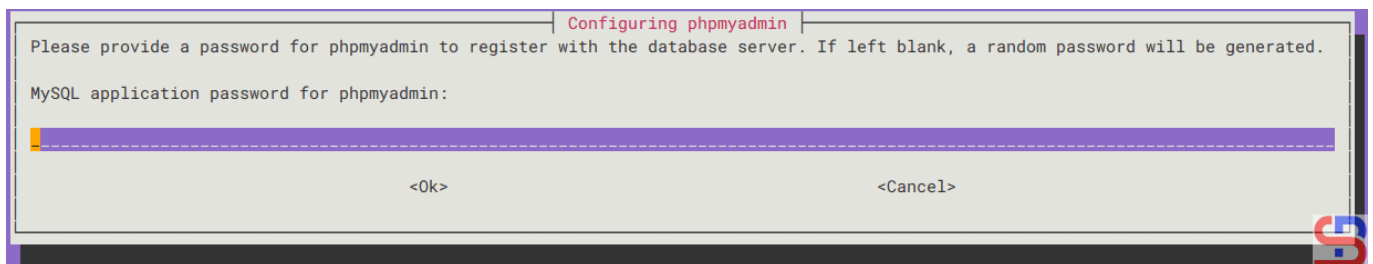 Configuring phpmyadmin
Please provide a password for phpmyadmin to register with the database server. If left blank, a random password will be generated.
MySQL application password for phpmyadmin:
<Ok> <Cancel>